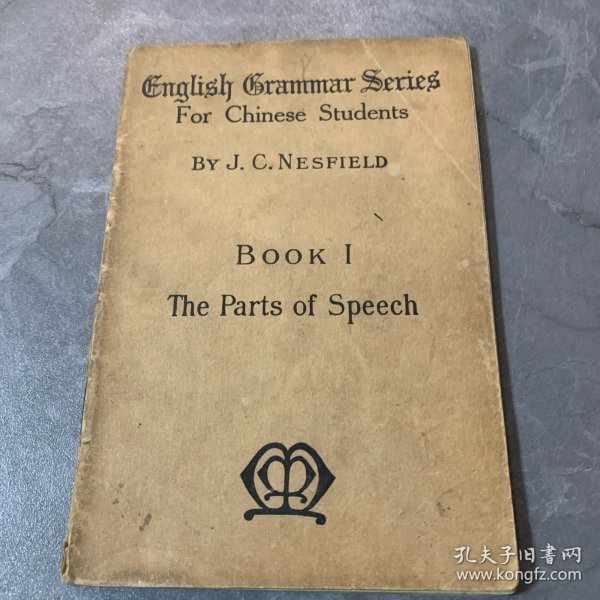 English Grammar Series
For Chinese Students
BY J. C. NESFIELD
BOOK I
The Parts of Speech
孔夫子旧书网
www.kongfz.com